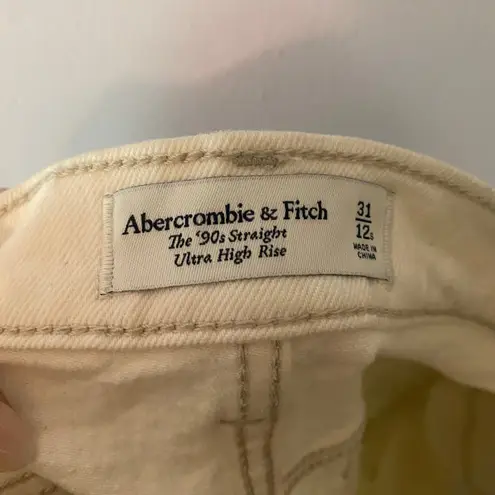 Abercrombie & Fitch
The '90s Straight
Ultra High Rise
31
12s
MADE IN
CHINA